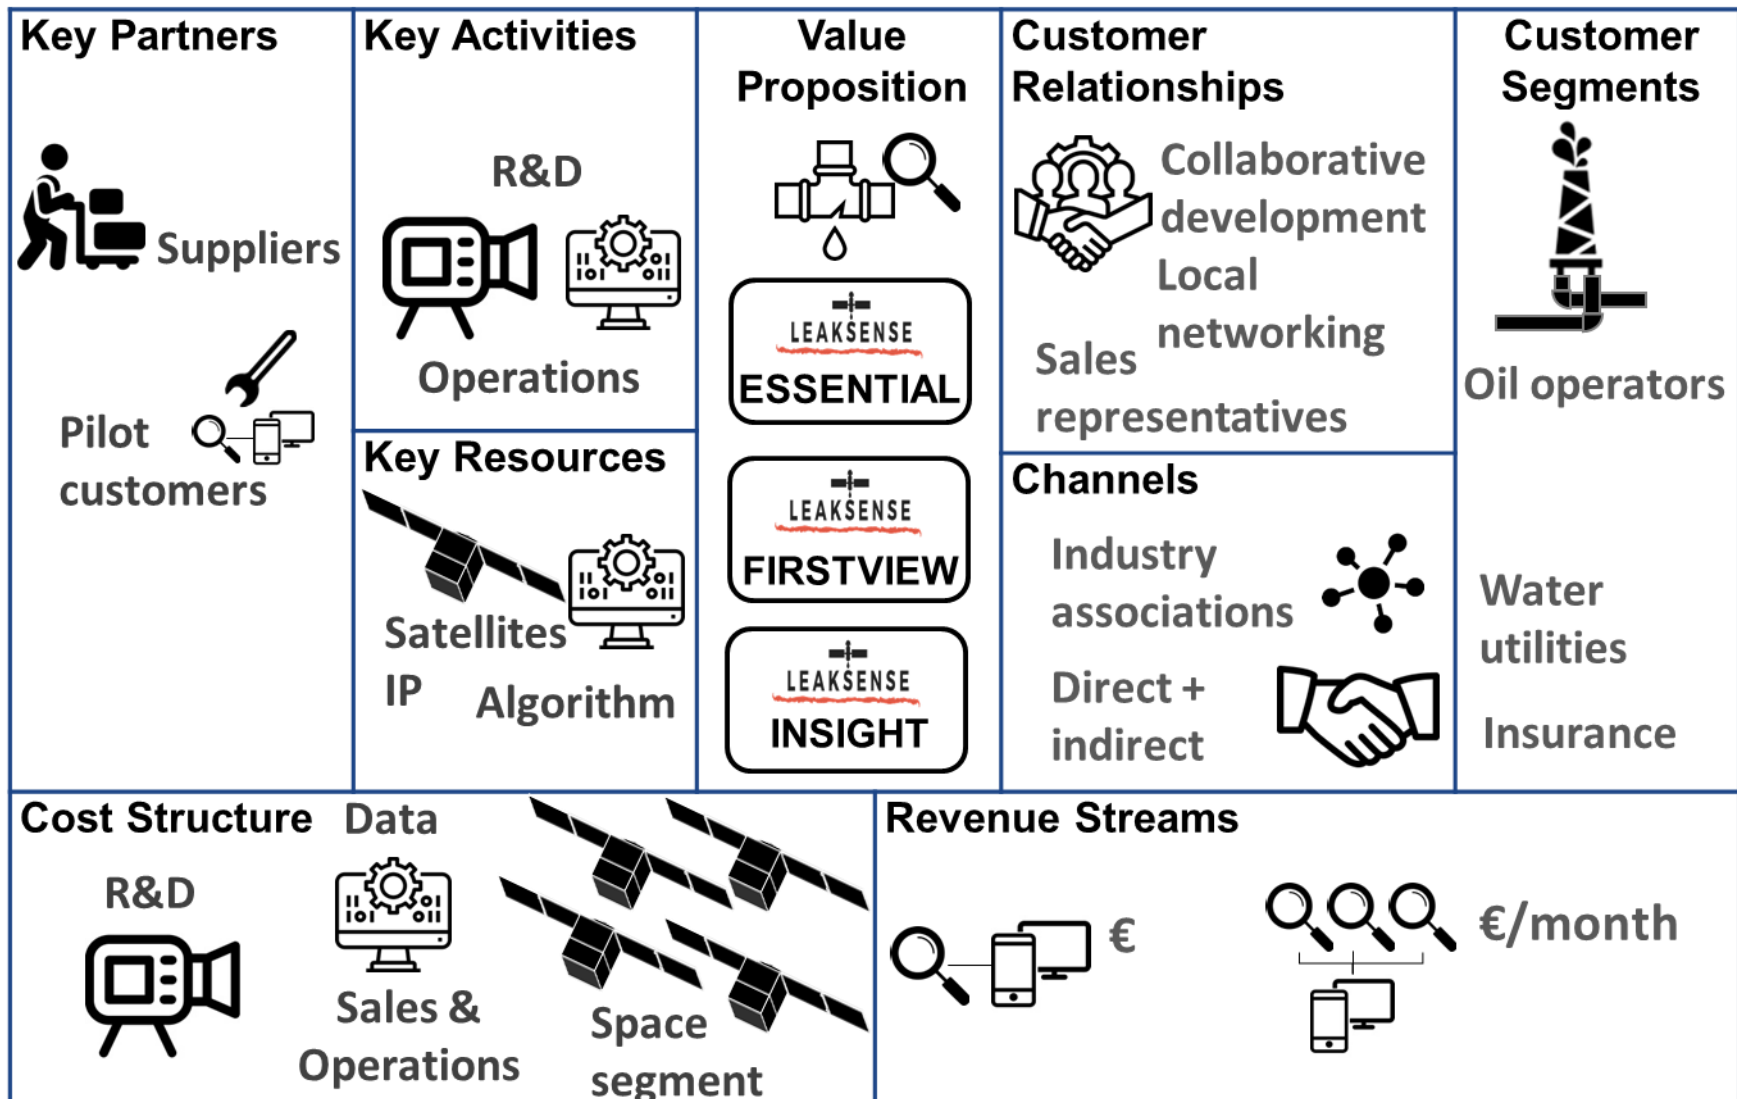 Key Partners
Suppliers
Pilot
customers
Key Activities
R&D
Operations
Key Resources
Satellites
IP
Algorithm
Value
Proposition
LEAKSENSE
ESSENTIAL
LEAKSENSE
FIRSTVIEW
LEAKSENSE
INSIGHT
Customer
Relationships
Collaborative
development
Local
networking
Sales
representatives
Channels
Industry
associations
Direct +
indirect
Customer
Segments
Oil operators
Water
utilities
Insurance
Cost Structure
Data
R&D
Sales &
Operations
Space
segment
Revenue Streams
€
€/month